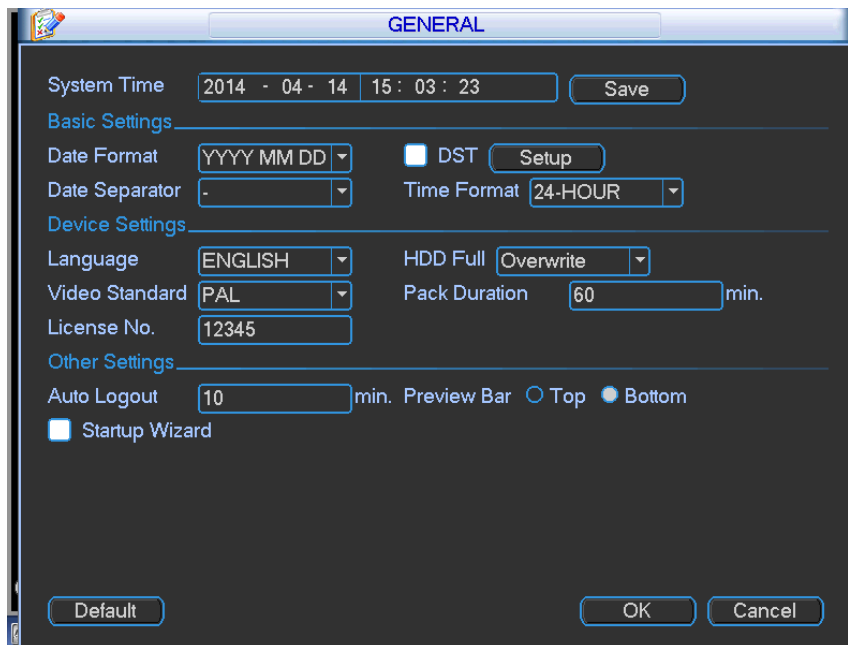 GENERAL
System Time 2014 - 04 - 14 15 : 03 : 23 Save
Basic Settings
Date Format YYYY MM DD DST Setup
Date Separator - Time Format 24-HOUR
Device Settings
Language ENGLISH HDD Full Overwrite
Video Standard PAL Pack Duration 60 min.
License No. 12345
Other Settings
Auto Logout 10 min. Preview Bar Top Bottom
Startup Wizard
Default OK Cancel